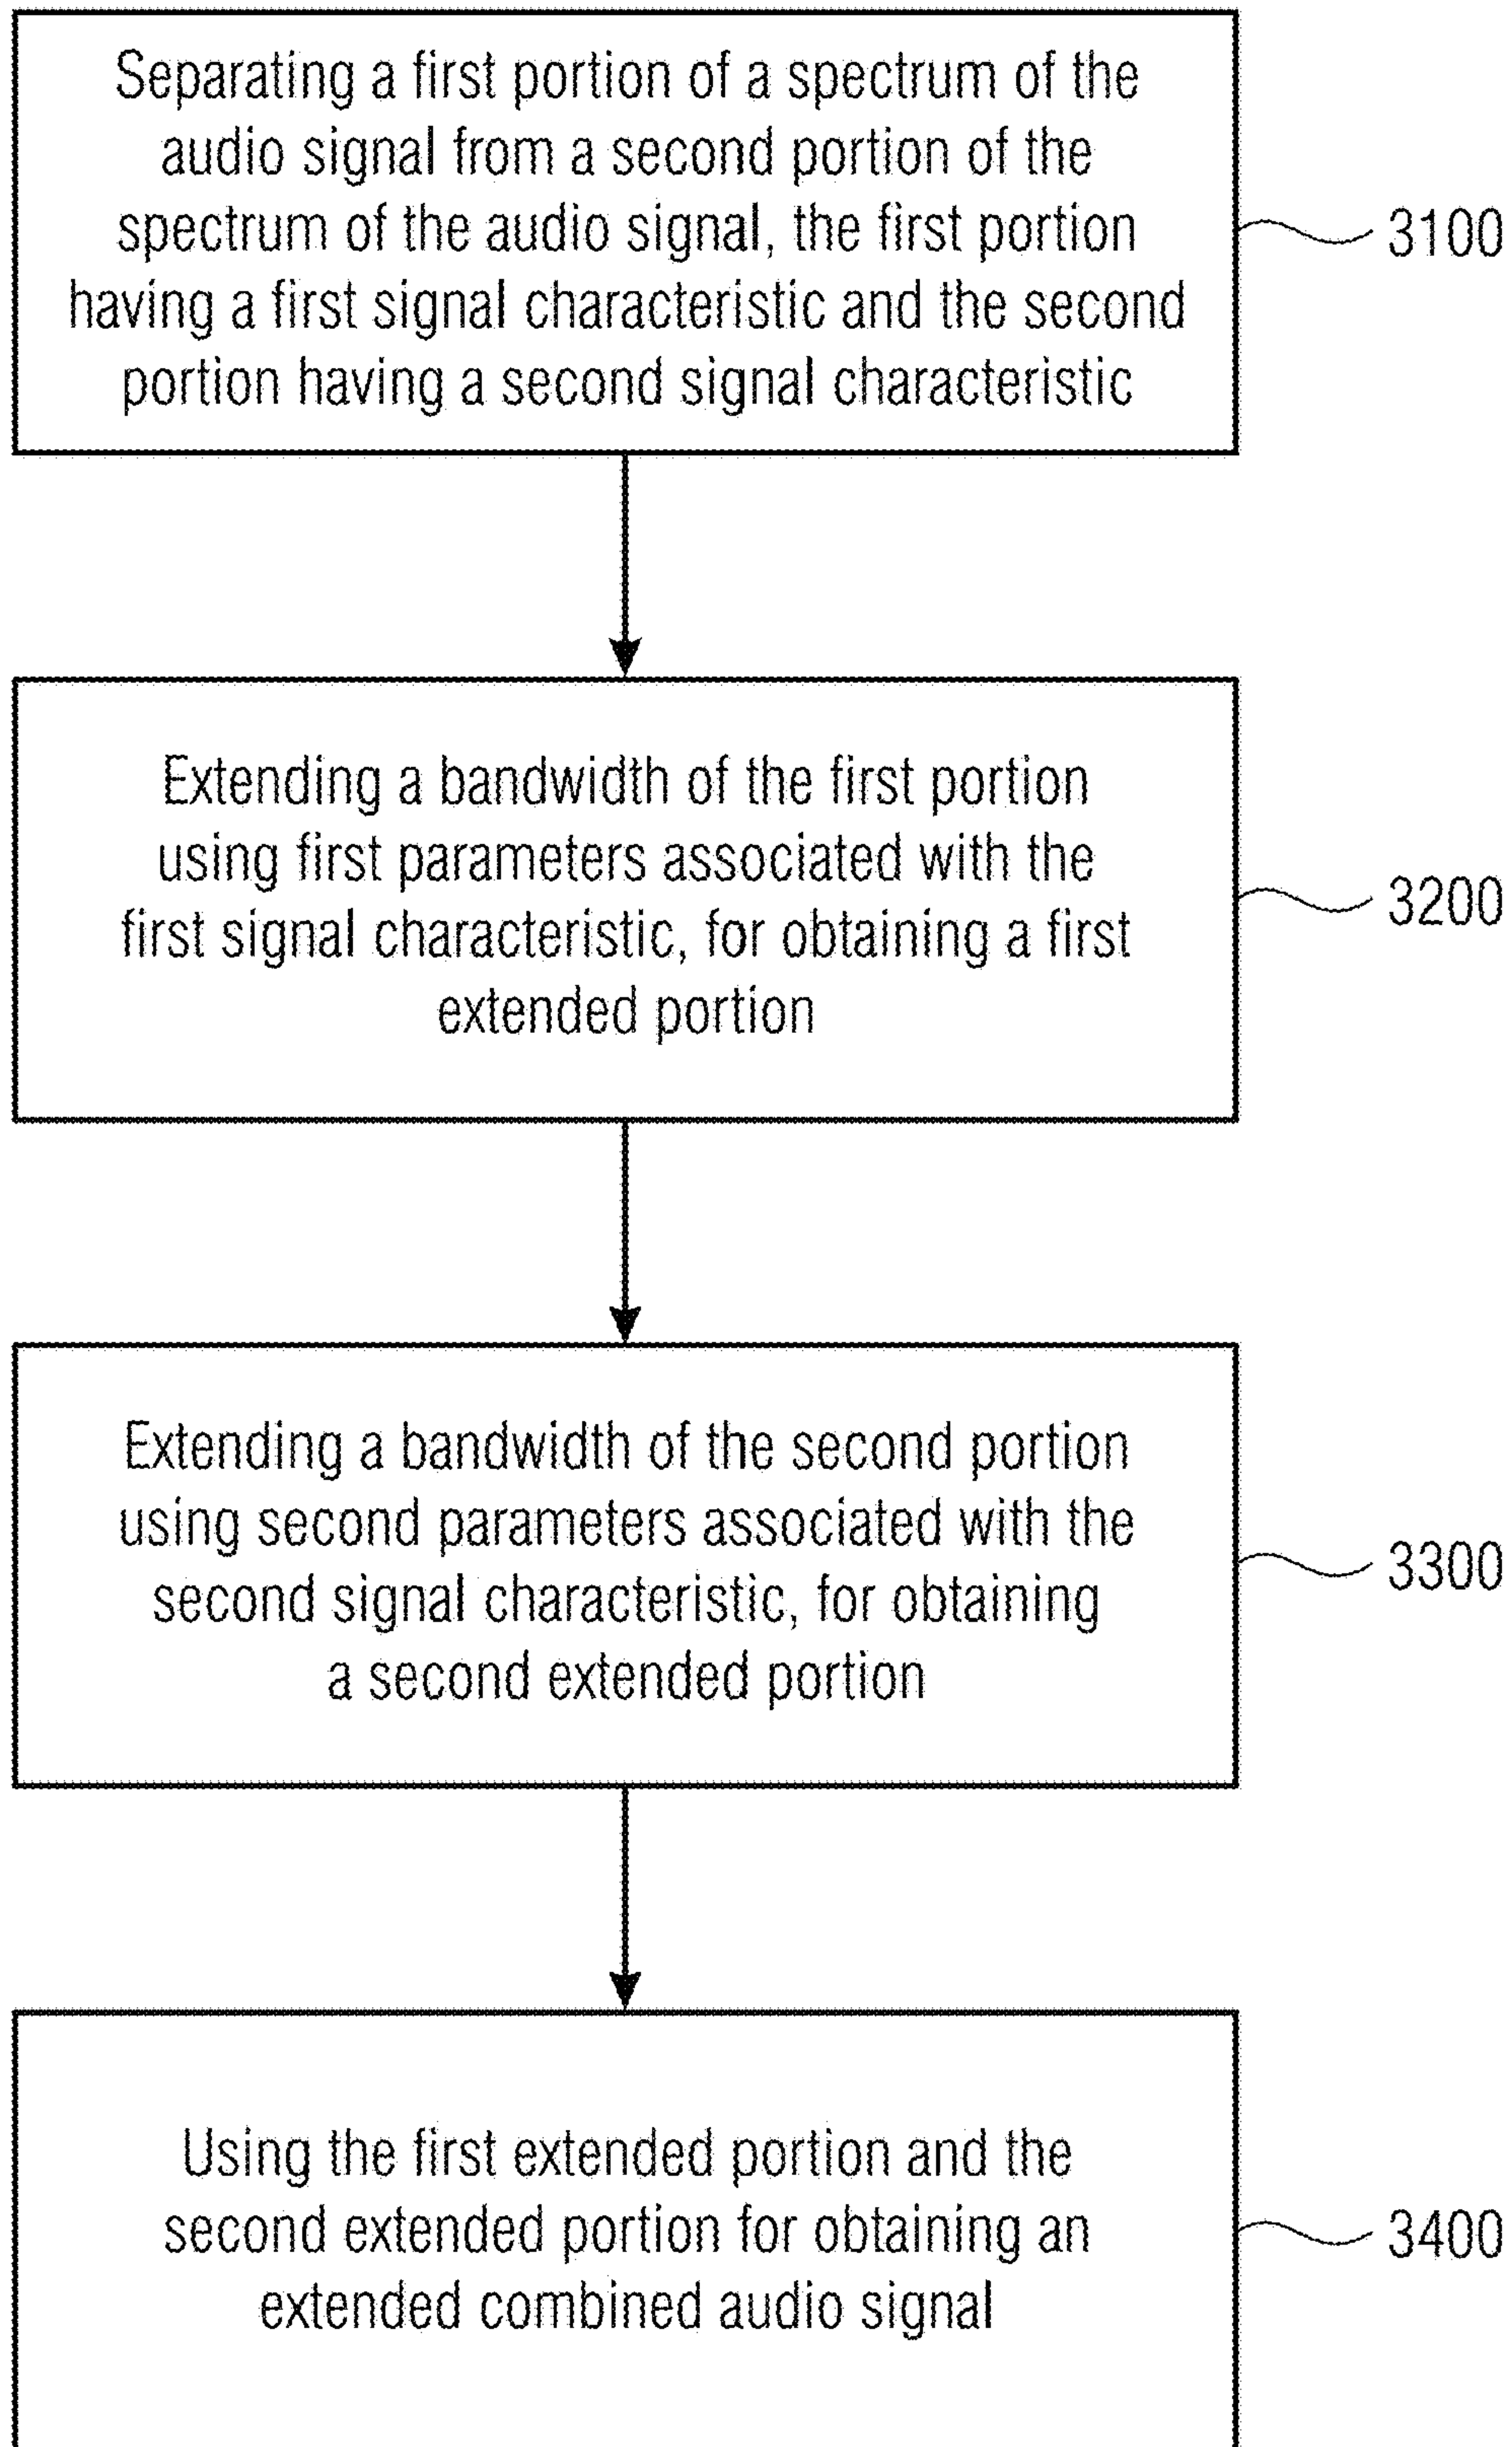 Separating a first portion of a spectrum of the
audio signal from a second portion of the
spectrum of the audio signal, the first portion
having a first signal characteristic and the second
portion having a second signal characteristic
3100
Extending a bandwidth of the first portion
using first parameters associated with the
first signal characteristic, for obtaining a first
extended portion
3200
Extending a bandwidth of the second portion
using second parameters associated with the
second signal characteristic, for obtaining
a second extended portion
3300
Using the first extended portion and the
second extended portion for obtaining an
extended combined audio signal
3400